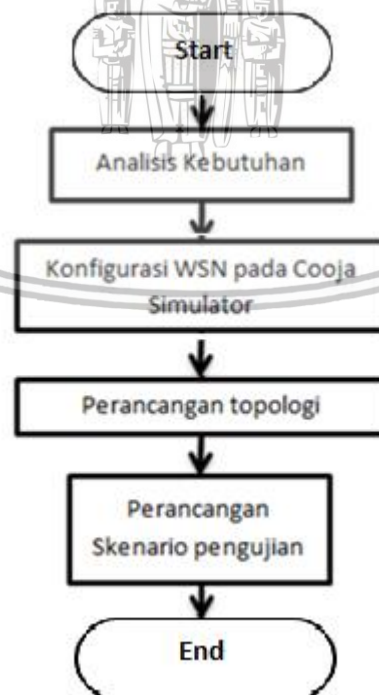 Start
Analisis Kebutuhan
Konfigurasi WSN pada Cooja
Simulator
Perancangan topologi
Perancangan
Skenario pengujian
End